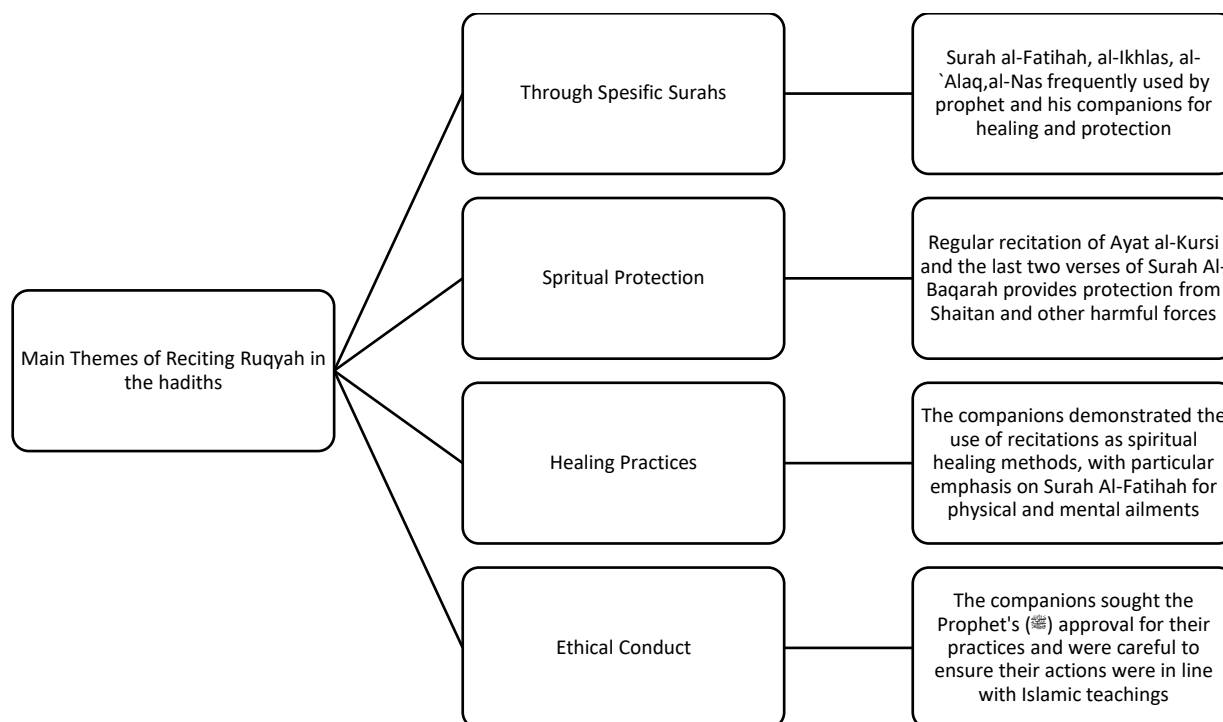 Main Themes of Reciting Ruqyah in
the hadiths
Through Spesific Surahs
Surah al-Fatihah, al-Ikhlas, al-
`Alaq,al-Nas frequently used by
prophet and his companions for
healing and protection
Spritual Protection
Regular recitation of Ayat al-Kursi
and the last two verses of Surah Al-
Baqarah provides protection from
Shaitan and other harmful forces
Healing Practices
The companions demonstrated the
use of recitations as spiritual
healing methods, with particular
emphasis on Surah Al-Fatihah for
physical and mental ailments
Ethical Conduct
The companions sought the
Prophet's (ﷺ) approval for their
practices and were careful to
ensure their actions were in line
with Islamic teachings